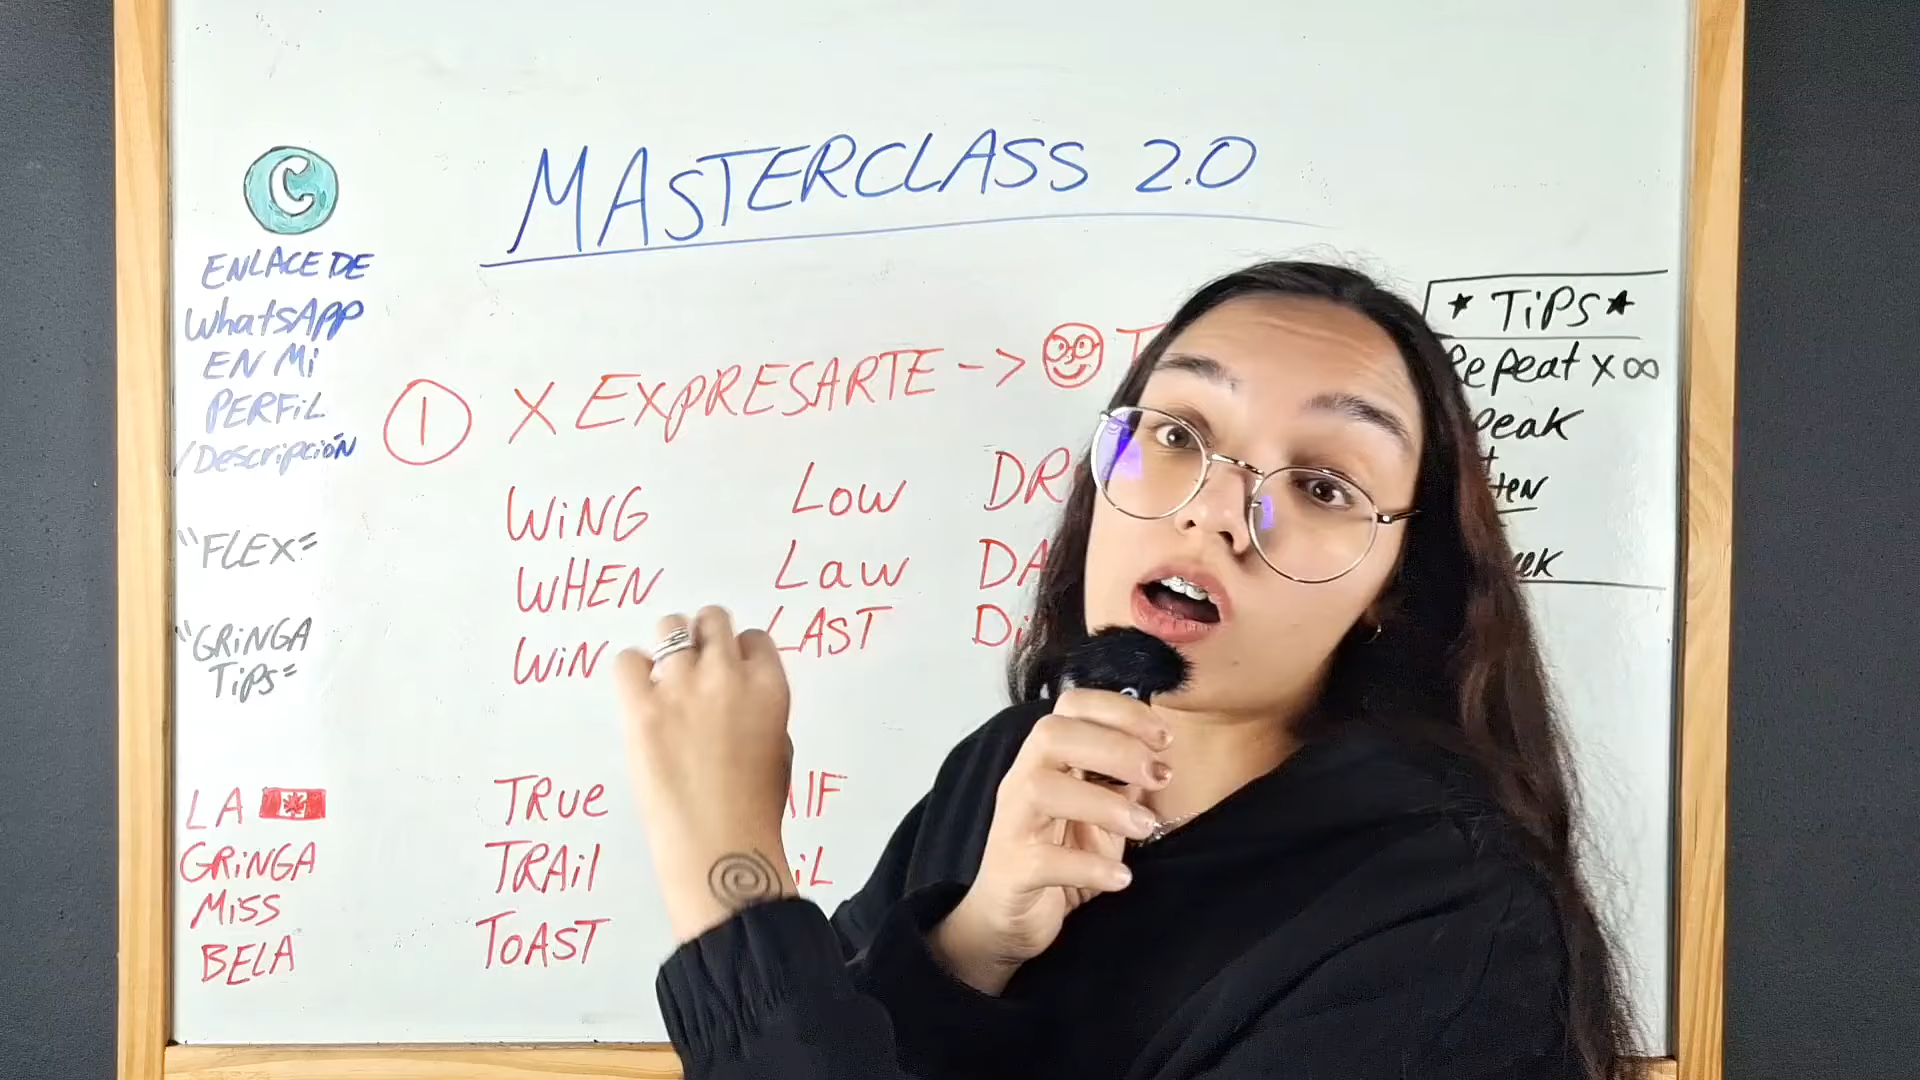 MASTERCLASS 2.0
C
ENLACE DE
WhatsAPP
EN Mi
PERFiL
/Descripción
"FLEX"
"GRiNGA
TiPS"
LA
GRiNGA
MiSS
BELA
1 X EXPRESARTE ->
WiNG
WHEN
WiN
Low
Law
LAST
TRue
TRAil
TOAST
★ TiPS ★
Repeat x ∞